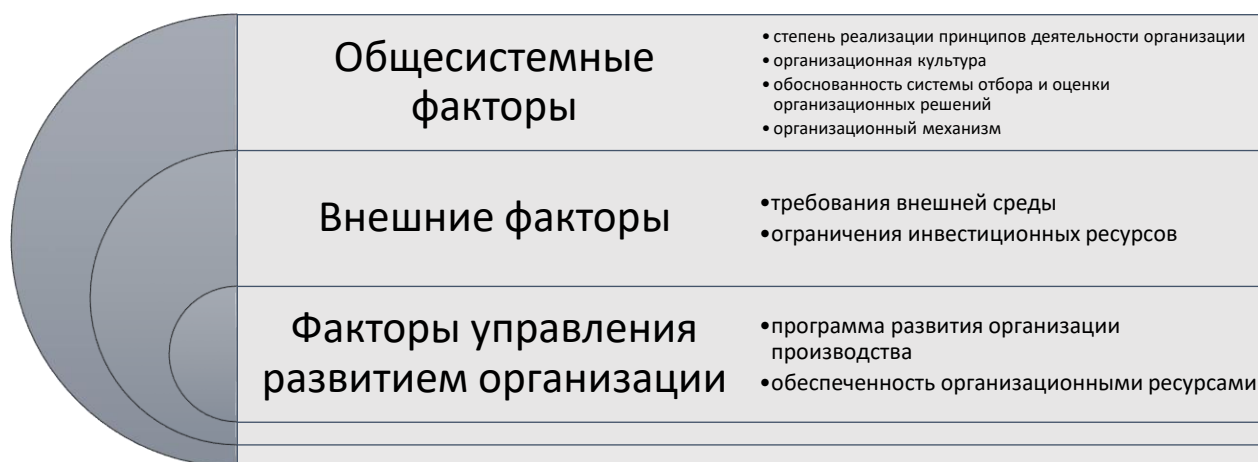 Общесистемные
факторы
• степень реализации принципов деятельности организации
• организационная культура
• обоснованность системы отбора и оценки
организационных решений
• организационный механизм
Внешние факторы
•требования внешней среды
•ограничения инвестиционных ресурсов
Факторы управления
развитием организации
•программа развития организации
производства
•обеспеченность организационными ресурсами